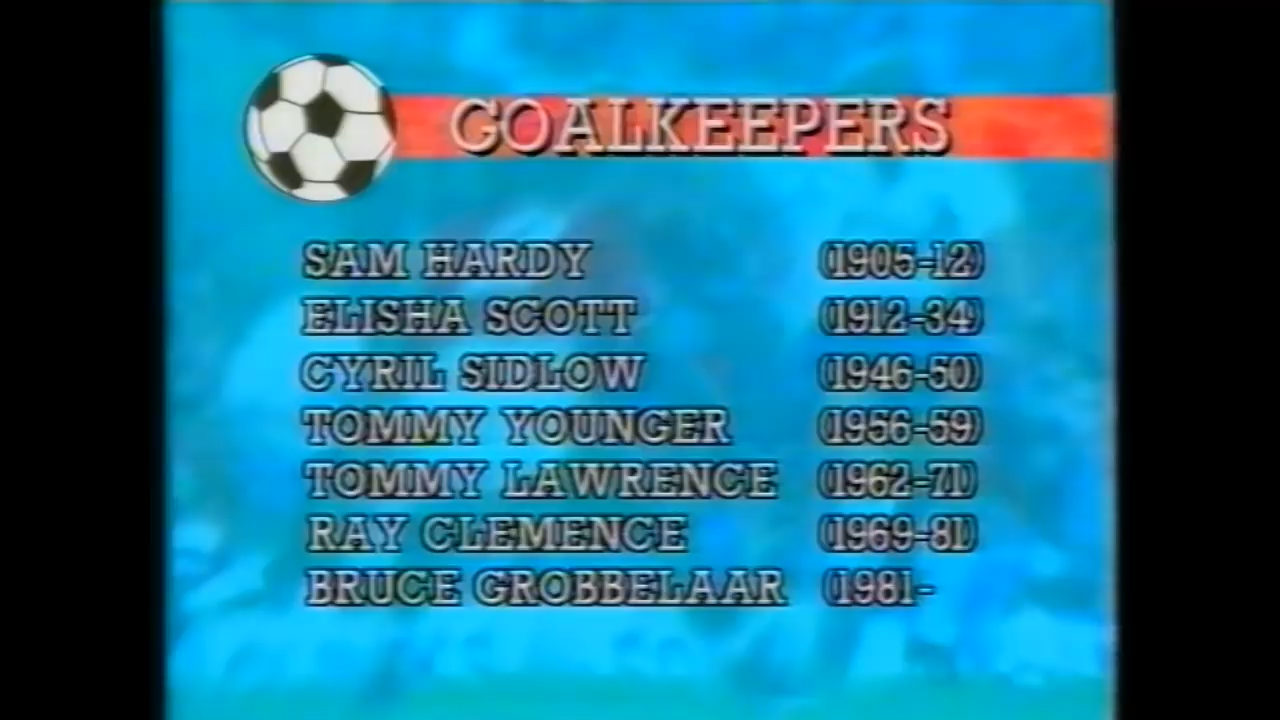 GOALKEEPERS
SAM HARDY (1905-12)
ELISHA SCOTT (1912-34)
CYRIL SIDLOW (1946-50)
TOMMY YOUNGER (1956-59)
TOMMY LAWRENCE (1962-71)
RAY CLEMENCE (1969-81)
BRUCE GROBBELAAR (1981-